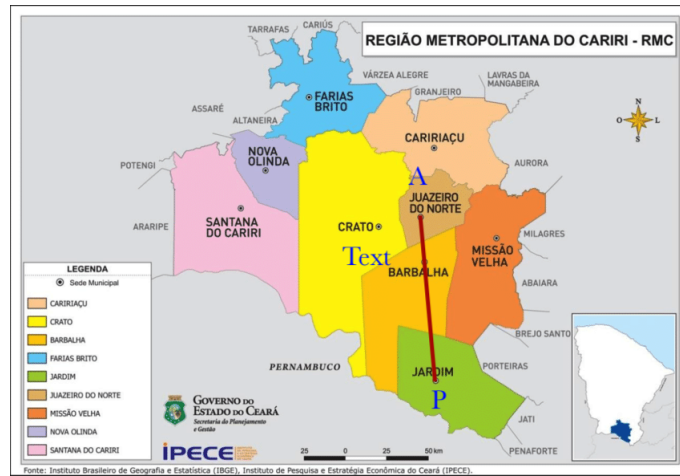 REGIÃO METROPOLITANA DO CARIRI - RMC
TARRAFAS
CARIÚS
FARIAS
BRITO
VÁRZEA ALEGRE
GRANJEIRO
LAVRAS DA
MANGABEIRA
ASSARÉ
ALTANEIRA
CARIRIAÇU
N
O
L
S
NOVA
OLINDA
POTENGI
AURORA
A
JUAZEIRO
DO NORTE
SANTANA
DO CARIRI
ARARIPE
CRATO
MISSÃO
VELHA
MILAGRES
Text
BARBALHA
ABAIARA
LEGENDA
Sede Municipal
CARIRIAÇU
CRATO
BARBALHA
FARIAS BRITO
JARDIM
JUAZEIRO DO NORTE
MISSÃO VELHA
NOVA OLINDA
SANTANA DO CARIRI
BREJO SANTO
PERNAMBUCO
PORTEIRAS
JARDIM
P
JATI
PENAFORTE
GOVERNO DO
ESTADO DO CEARÁ
Secretaria do Planejamento
e Gestão
IPECE
25 0 25 50 km
Fonte: Instituto Brasileiro de Geografia e Estatística (IBGE), Instituto de Pesquisa e Estratégia Econômica do Ceará (IPECE).